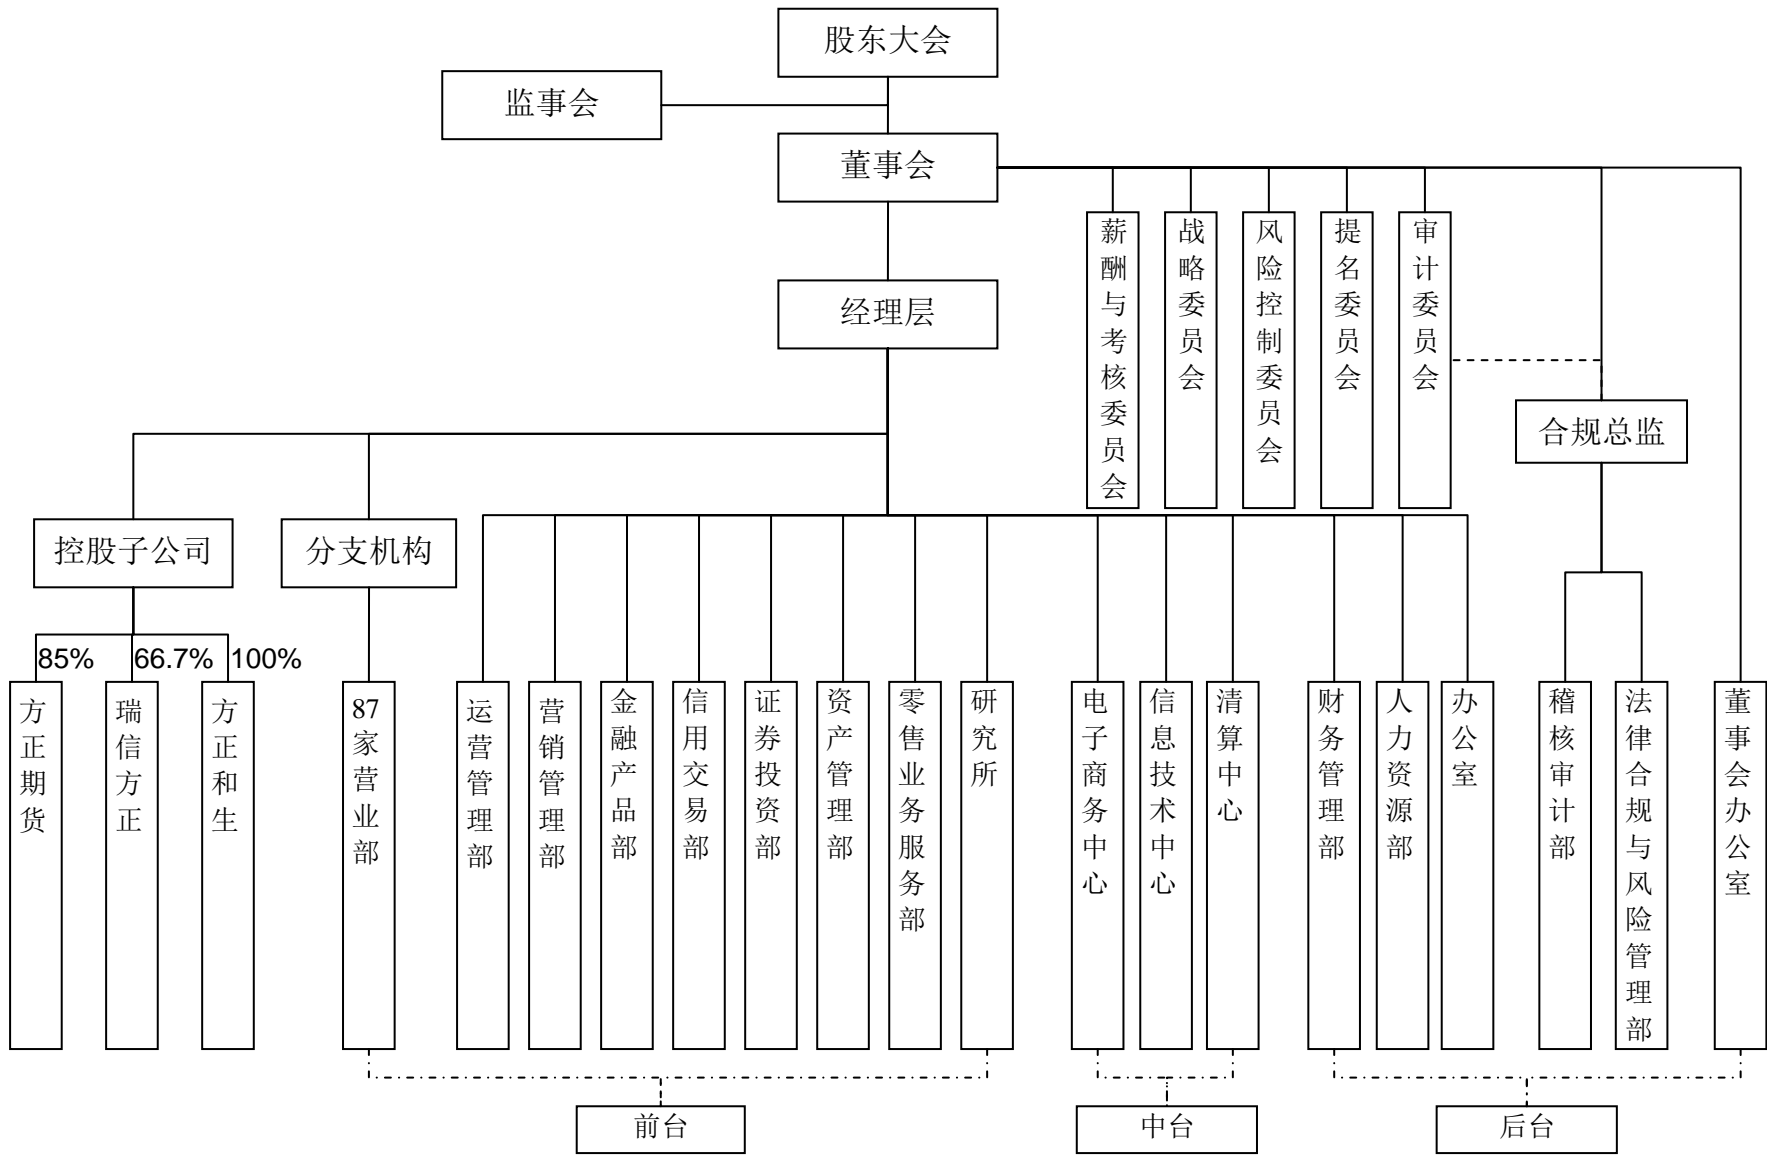 股东大会
监事会
董事会
经理层
薪酬与考核委员会
战略委员会
风险控制委员会
提名委员会
审计委员会
合规总监
控股子公司
分支机构
85%
66.7%
100%
方正期货
瑞信方正
方正和生
87家营业部
运营管理部
营销管理部
金融产品部
信用交易部
证券投资部
资产管理部
零售业务服务部
研究所
电子商务中心
信息技术中心
清算中心
财务管理部
人力资源部
办公室
稽核审计部
法律合规与风险管理部
董事会办公室
前台
中台
后台